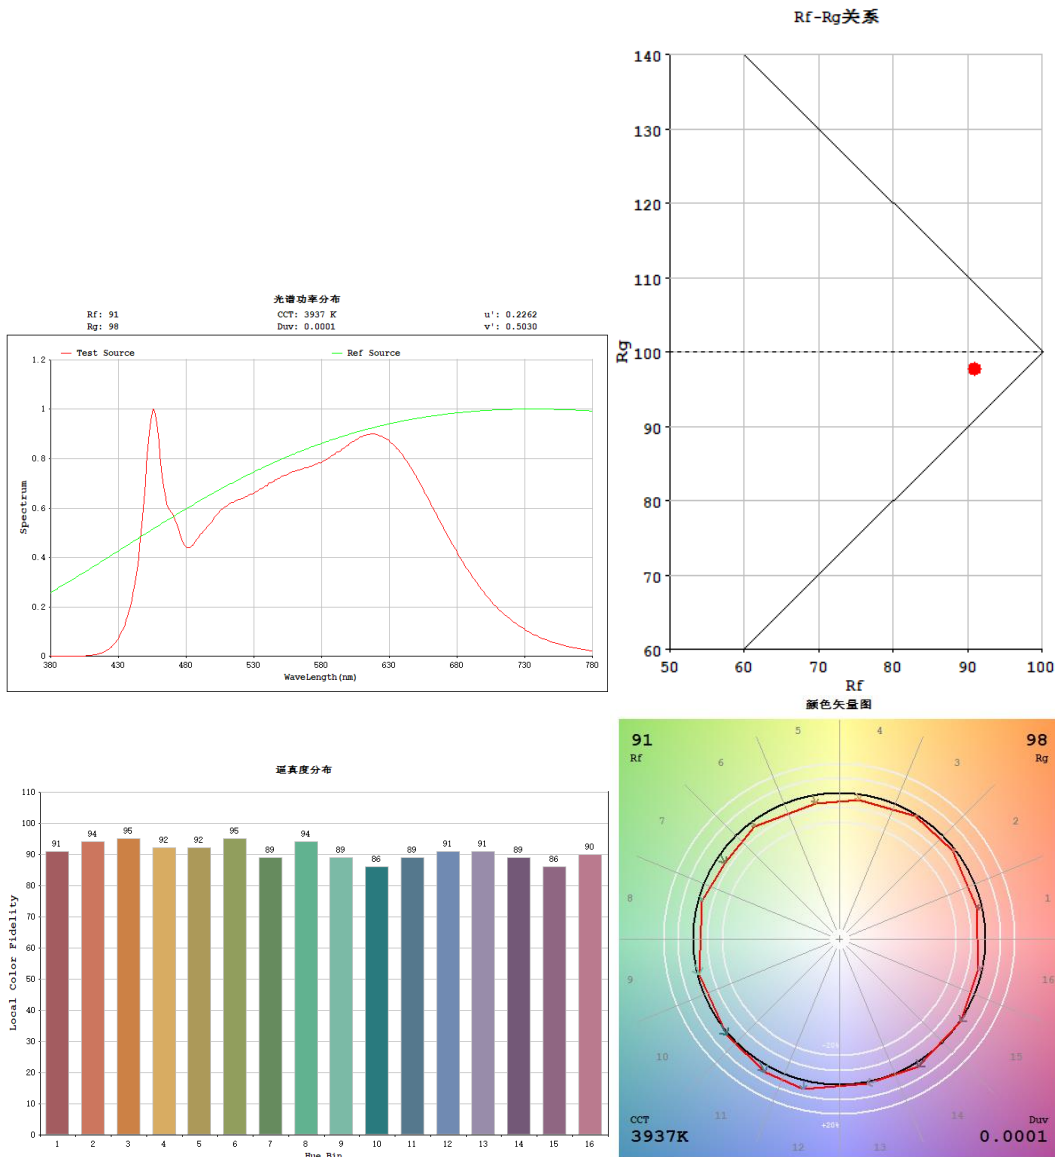 Rf-Rg关系
140
130
120
110
100
90
80
70
60
Rg
50 60 70 80 90 100
Rf
光谱功率分布
Rf: 91 CCT: 3937 K u': 0.2262
Rg: 98 Duv: 0.0001 v': 0.5030
Test Source Ref Source
1.2
1
0.8
0.6
0.4
0.2
0
Spectrum
380 430 480 530 580 630 680 730 780
WaveLength(nm)
逼真度分布
110
100
90
80
70
60
50
40
30
20
10
0
Local Color Fidelity
91 94 95 92 92 95 89 94 89 86 89 91 91 89 86 90
1 2 3 4 5 6 7 8 9 10 11 12 13 14 15 16
Hue Bin
颜色矢量图
91 98
Rf Rg
5 4
6 3
7 2
8 1
9 16
10 15
11 14
12 13
-20%
+20%
CCT Duv
3937K 0.0001